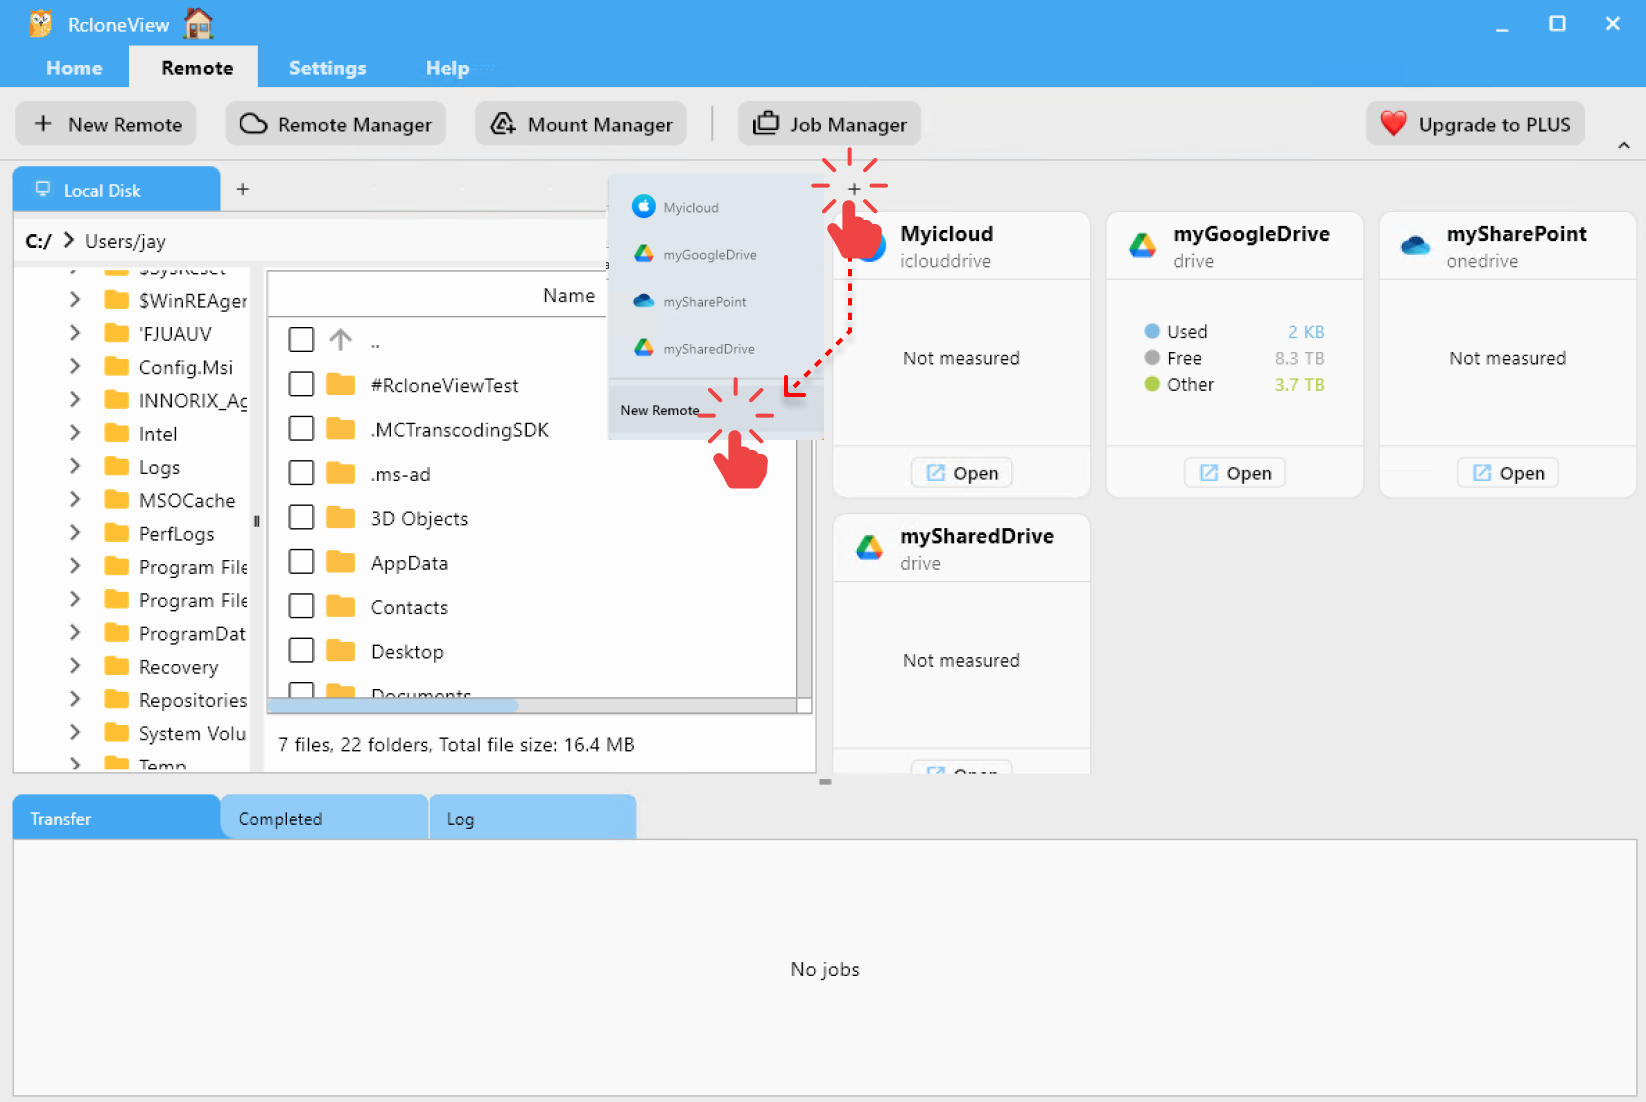 RcloneView
Home
Remote
Settings
Help
New Remote
Remote Manager
Mount Manager
Job Manager
Upgrade to PLUS
Local Disk
+
+
C:/ > Users/jay
$SysReset
$WinREAger
'FJUAUV
Config.Msi
INNORIX_Ag
Intel
Logs
MSOCache
PerfLogs
Program File
Program File
ProgramDat
Recovery
Repositories
System Volu
Temp
Name
..
#RcloneViewTest
.MCTranscodingSDK
.ms-ad
3D Objects
AppData
Contacts
Desktop
Documents
7 files, 22 folders, Total file size: 16.4 MB
Myicloud
myGoogleDrive
mySharePoint
mySharedDrive
New Remote
Myicloud
iclouddrive
Not measured
Open
myGoogleDrive
drive
Used 2 KB
Free 8.3 TB
Other 3.7 TB
Open
mySharePoint
onedrive
Not measured
Open
mySharedDrive
drive
Not measured
Open
Transfer
Completed
Log
No jobs